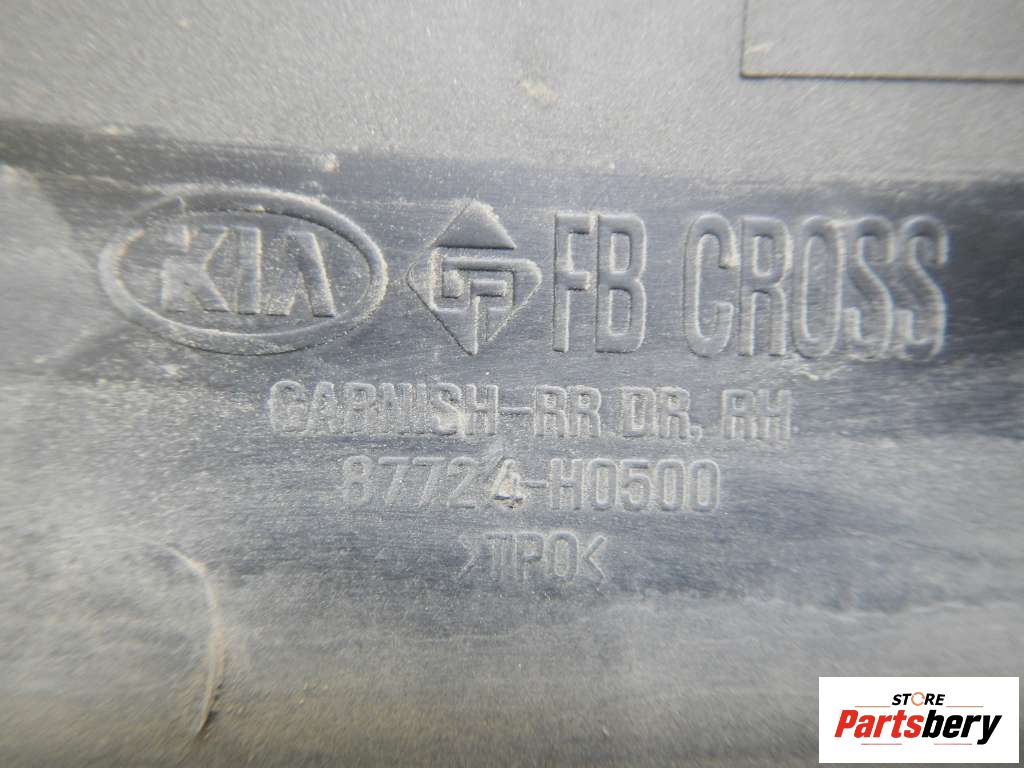 KIA FB CROSS
GARNISH-RR DR, RH
87724-H0500
>TPO<
STORE
Partsbery